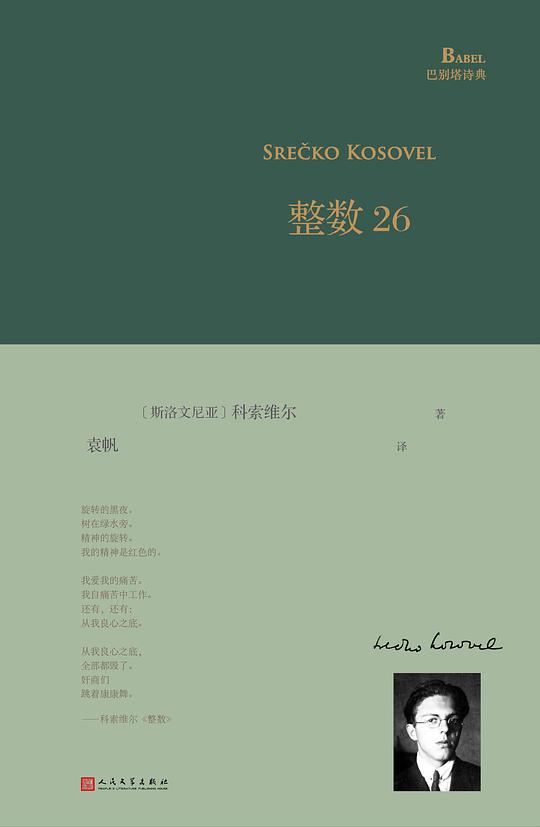 BABEL
巴别塔诗典
SREČKO KOSOVEL
整数 26
〔斯洛文尼亚〕科索维尔 著
袁帆 译
旋转的黑夜。
树在绿水旁。
精神的旋转。
我的精神是红色的。
我爱我的痛苦。
我自痛苦中工作。
还有，还有：
从我良心之底。
从我良心之底，
全部都毁了。
奸商们
跳着康康舞。
——科索维尔《整数》
Srečko Kosovel
人民文学出版社
PEOPLE'S LITERATURE PUBLISHING HOUSE